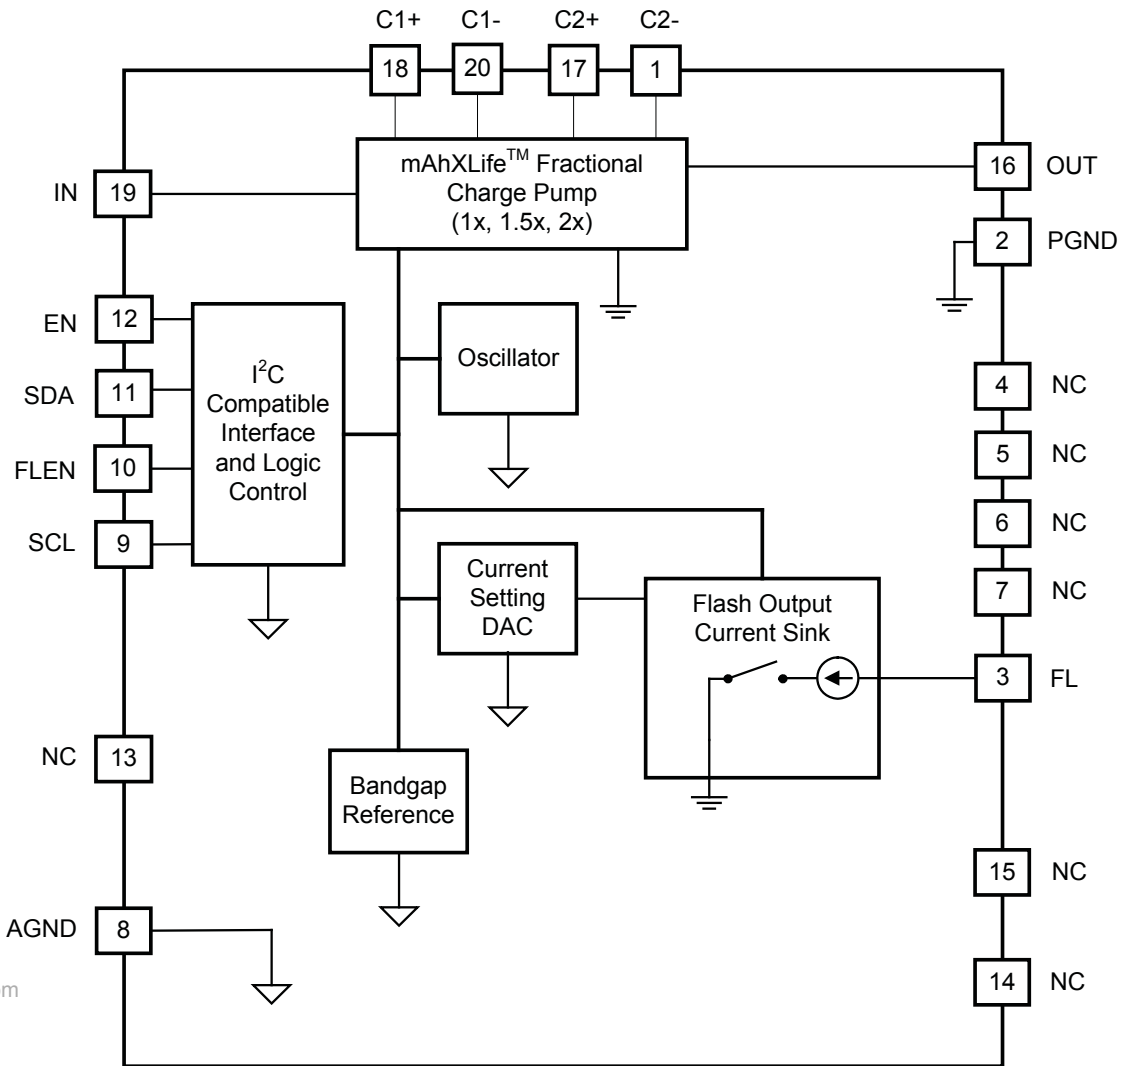 C1+ C1- C2+ C2-
18 20 17 1
mAhXLife™ Fractional
Charge Pump
(1x, 1.5x, 2x)
IN 19
16 OUT
2 PGND
EN 12
SDA 11
FLEN 10
SCL 9
I²C
Compatible
Interface
and Logic
Control
Oscillator
4 NC
5 NC
6 NC
7 NC
3 FL
Current
Setting
DAC
Flash Output
Current Sink
NC 13
Bandgap
Reference
AGND 8
15 NC
14 NC
om